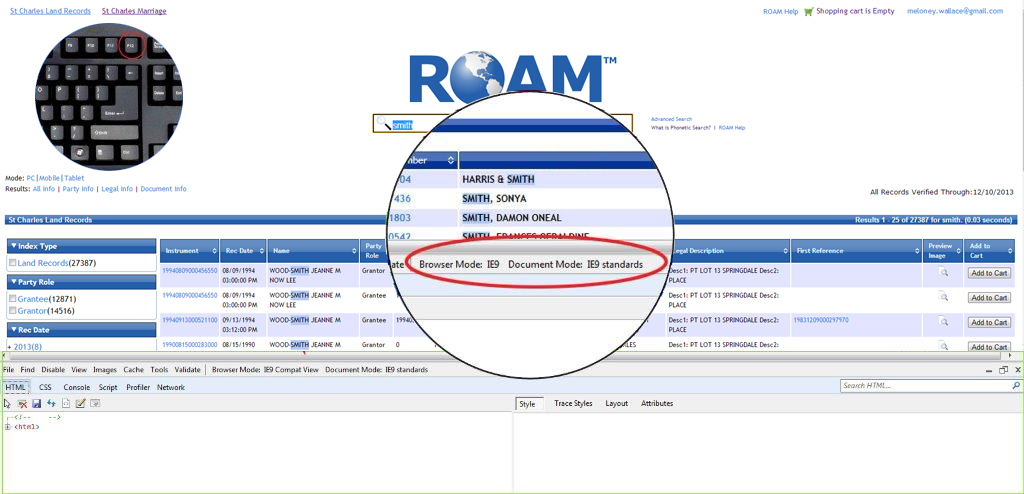 St Charles Land Records St Charles Marriage ROAM Help Shopping cart is Empty meloney.wallace@gmail.com
F9 F10 F11 F12
ROAM™
smith
Advanced Search
What is Phonetic Search? | ROAM Help
Mode: PC|Mobile|Tablet
Results: All Info | Party Info | Legal Info | Document Info
All Records Verified Through:12/10/2013
St Charles Land Records Results 1 - 25 of 27387 for smith. (0.03 seconds)
HARRIS & SMITH
436 SMITH, SONYA
1803 SMITH, DAMON ONEAL
0542 SMITH, FRANCES GERALDINE
Browser Mode: IE9 Document Mode: IE9 standards
Index Type
Land Records(27387)
Party Role
Grantee(12871)
Grantor(14516)
Rec Date
+ 2013(8)
Instrument Rec Date Name Party Role Legal Description First Reference Preview Image Add to Cart
19940809000456550 08/09/1994 03:00:00 PM WOOD-SMITH JEANNE M NOW LEE Grantor Desc1: PT LOT 13 SPRINGDALE Desc2: PLACE Add to Cart
19940809000456550 08/09/1994 03:00:00 PM WOOD-SMITH JEANNE M NOW LEE Grantee Desc1: PT LOT 13 SPRINGDALE Desc2: PLACE Add to Cart
19940913000521100 09/13/1994 03:12:00 PM WOOD-SMITH JEANNE M Grantee Desc1: PT LOT 13 SPRINGDALE Desc2: PLACE 19831209000297970 Add to Cart
19900815000283000 08/15/1990 WOOD-SMITH JEANNE M Grantor 0 Desc1: PT LOT 13 SPRINGDALE Desc2: Add to Cart
File Find Disable View Images Cache Tools Validate | Browser Mode: IE9 Compat View Document Mode: IE9 standards
HTML CSS Console Script Profiler Network Search HTML...
Style Trace Styles Layout Attributes
<!-- -->
<html>